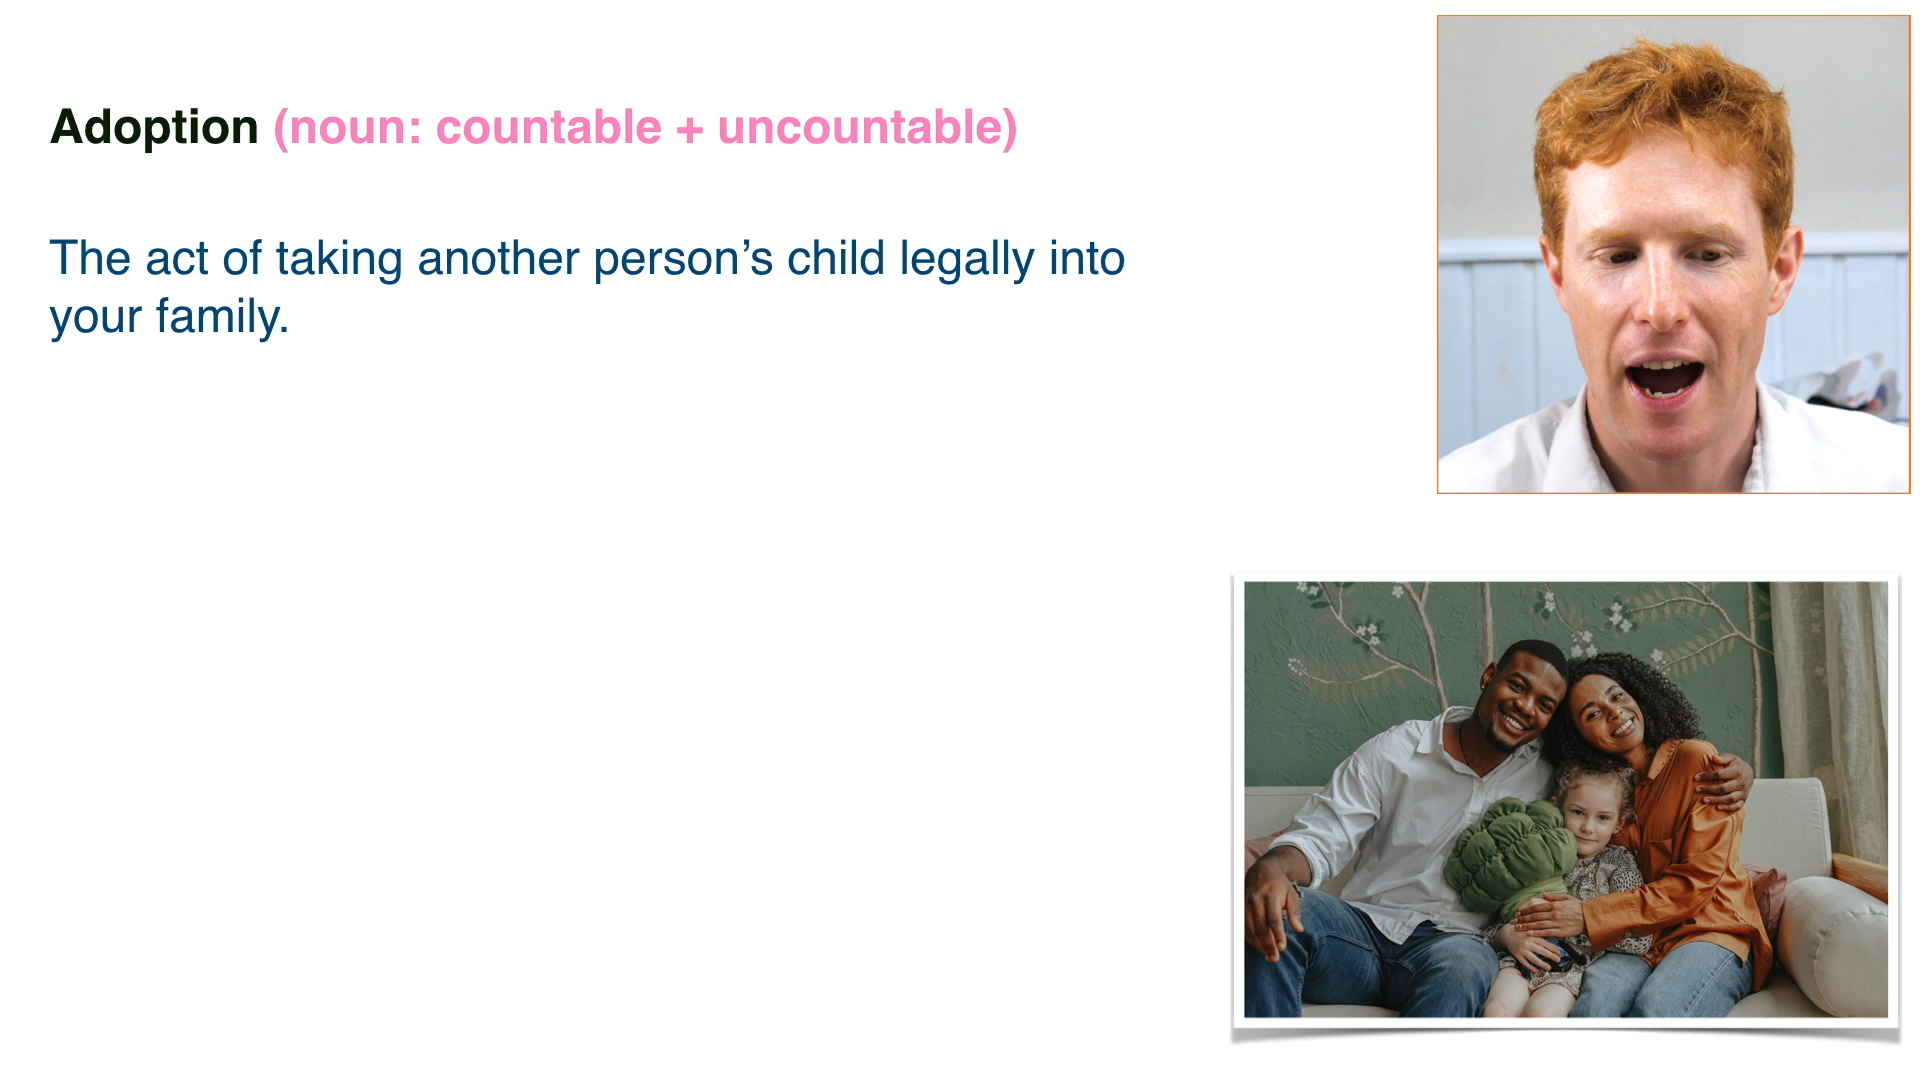 Adoption (noun: countable + uncountable)
The act of taking another person’s child legally into
your family.